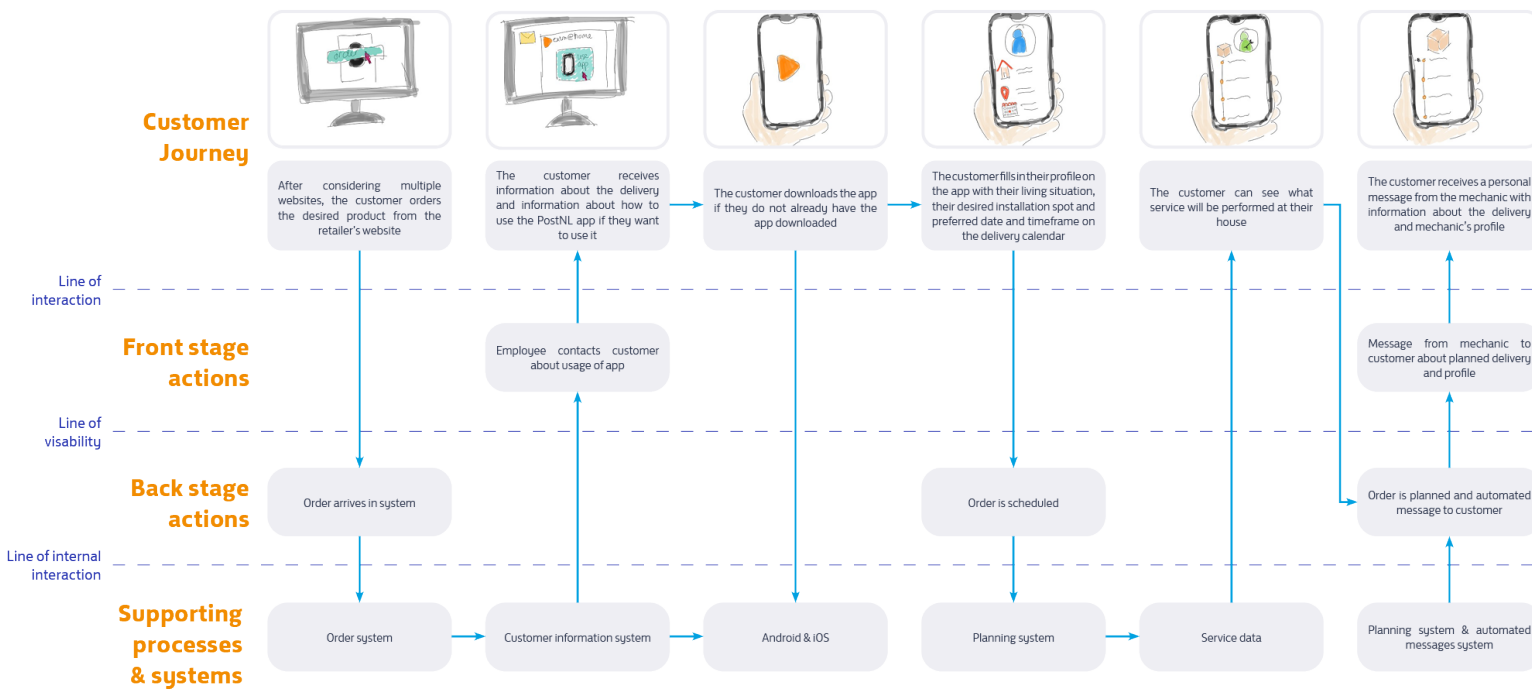 order
Customer
Journey
After considering multiple
websites, the customer orders
the desired product from the
retailer's website
The customer receives
information about the delivery
and information about how to
use the PostNL app if they want
to use it
The customer downloads the app
if they do not already have the
app downloaded
The customer fills in their profile on
the app with their living situation,
their desired installation spot and
preferred date and timeframe on
the delivery calendar
The customer can see what
service will be performed at their
house
The customer receives a personal
message from the mechanic with
information about the delivery
and mechanic's profile
Line of
interaction
Front stage
actions
Employee contacts customer
about usage of app
Message from mechanic to
customer about planned delivery
and profile
Line of
visability
Back stage
actions
Order arrives in system
Order is scheduled
Order is planned and automated
message to customer
Line of internal
interaction
Supporting
processes
& systems
Order system
Customer information system
Android & iOS
Planning system
Service data
Planning system & automated
messages system